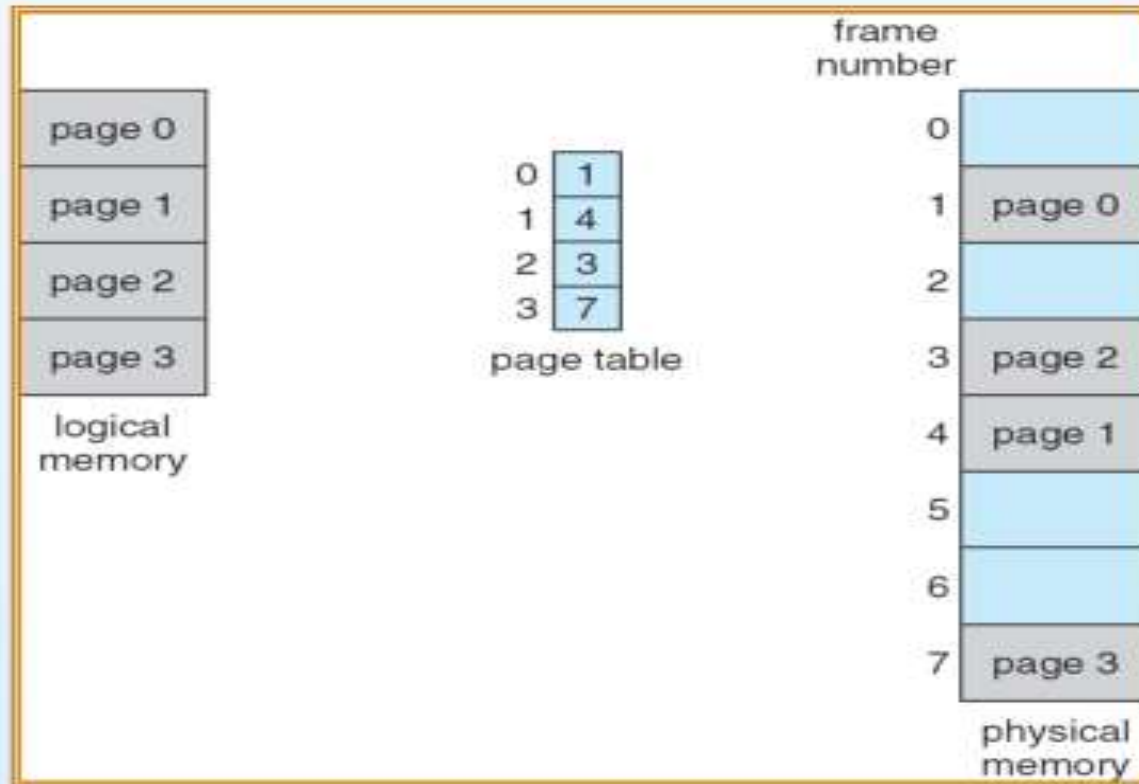 page 0
page 1
page 2
page 3
logical
memory
0 1
1 4
2 3
3 7
page table
frame
number
0
1 page 0
2
3 page 2
4 page 1
5
6
7 page 3
physical
memory